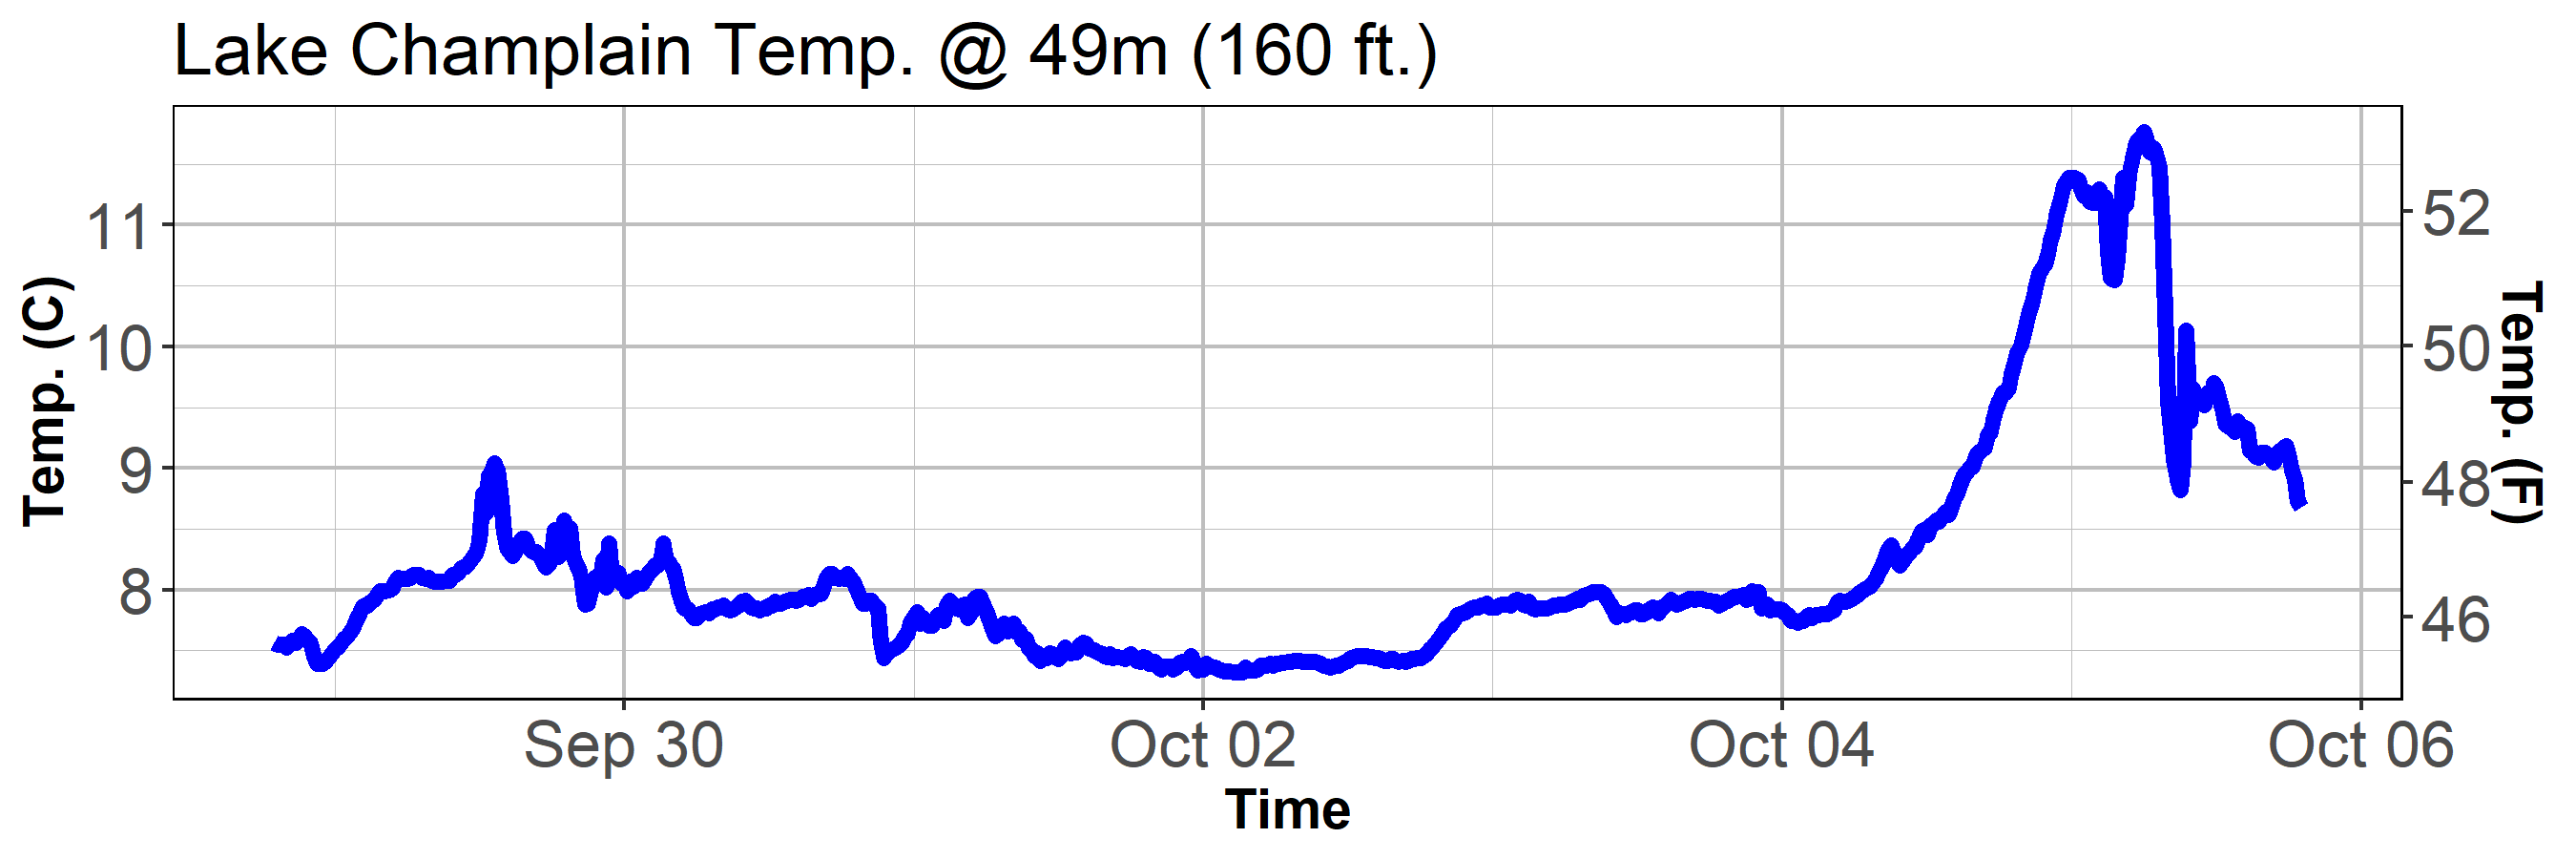 Lake Champlain Temp. @ 49m (160 ft.)
Temp. (C)
11
10
9
8
52
50
48
46
Temp. (F)
Sep 30
Oct 02
Oct 04
Oct 06
Time